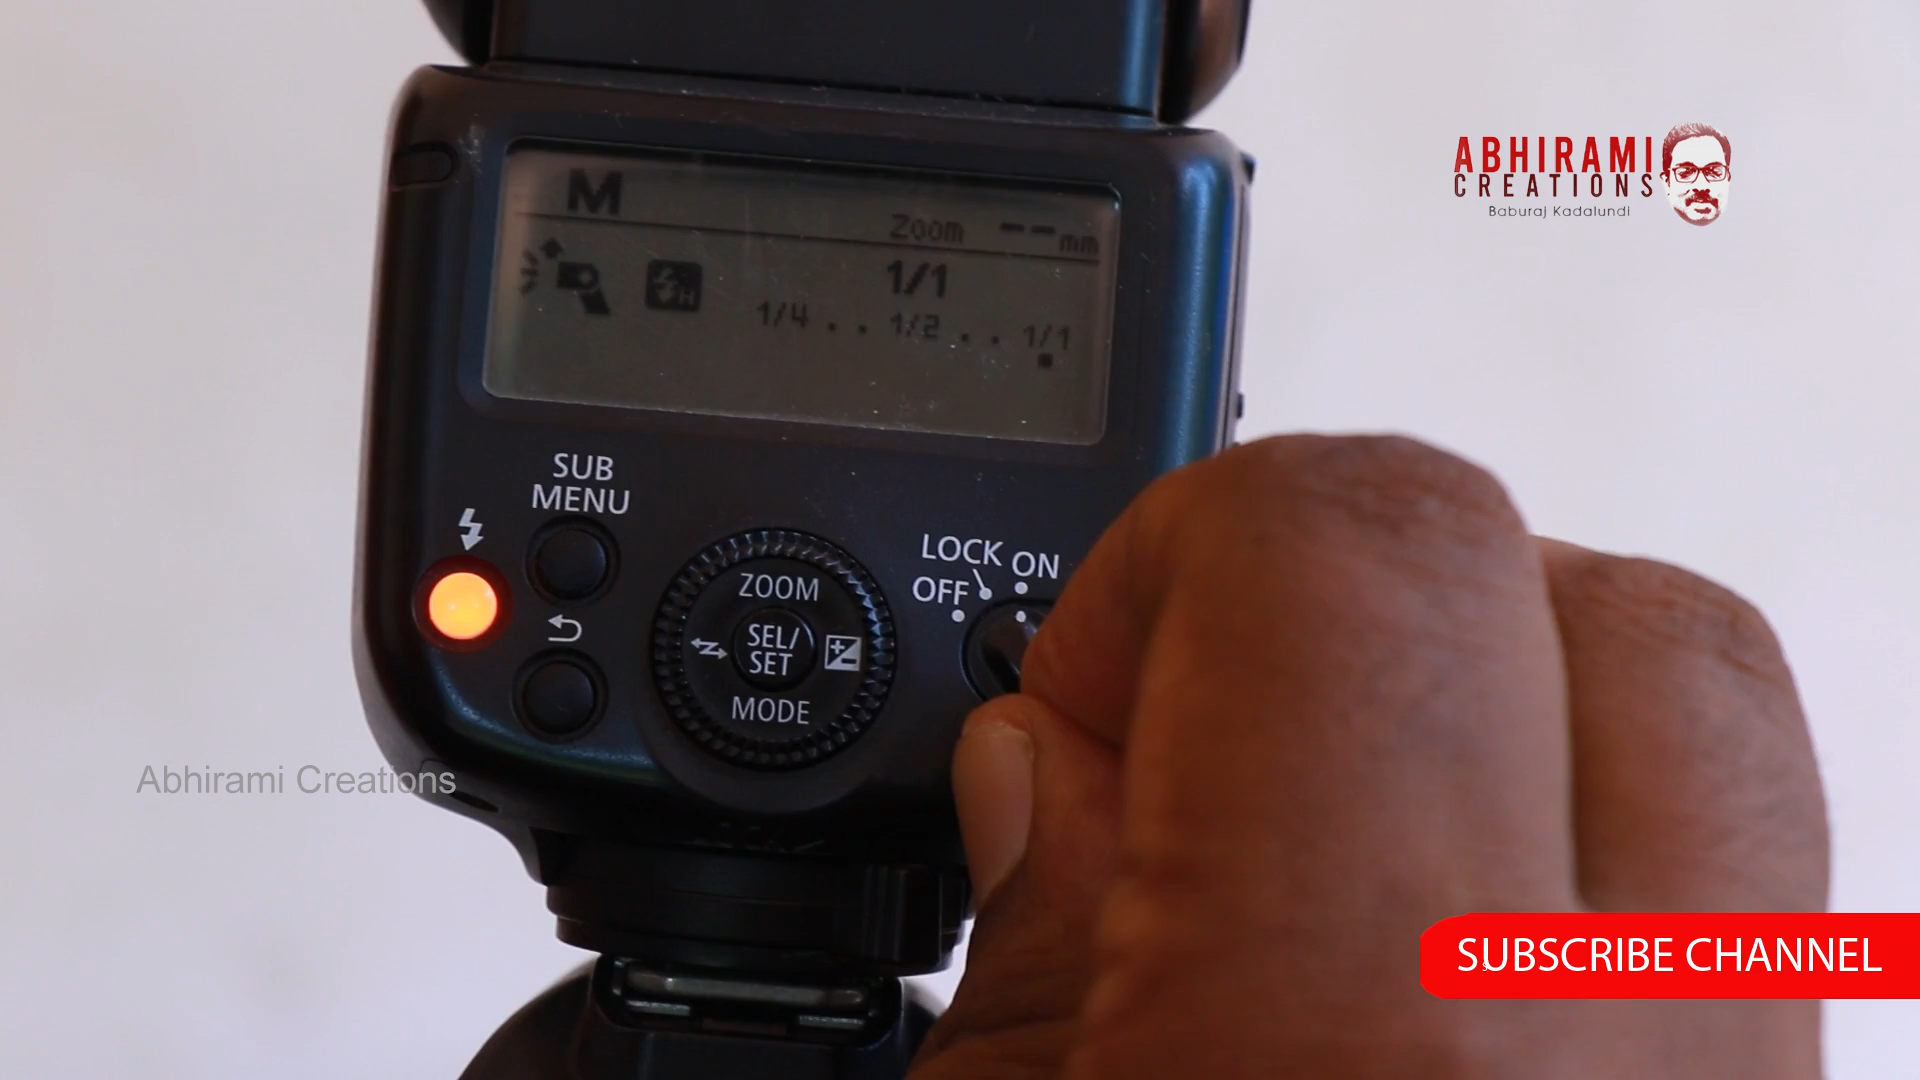 M
Zoom -- mm
1/1
1/4 . . 1/2 . . 1/1
H
ABHIRAMI
CREATIONS
Baburaj Kadalundi
SUB
MENU
LOCK ON
OFF
ZOOM
SEL/
SET
MODE
Abhirami Creations
SUBSCRIBE CHANNEL